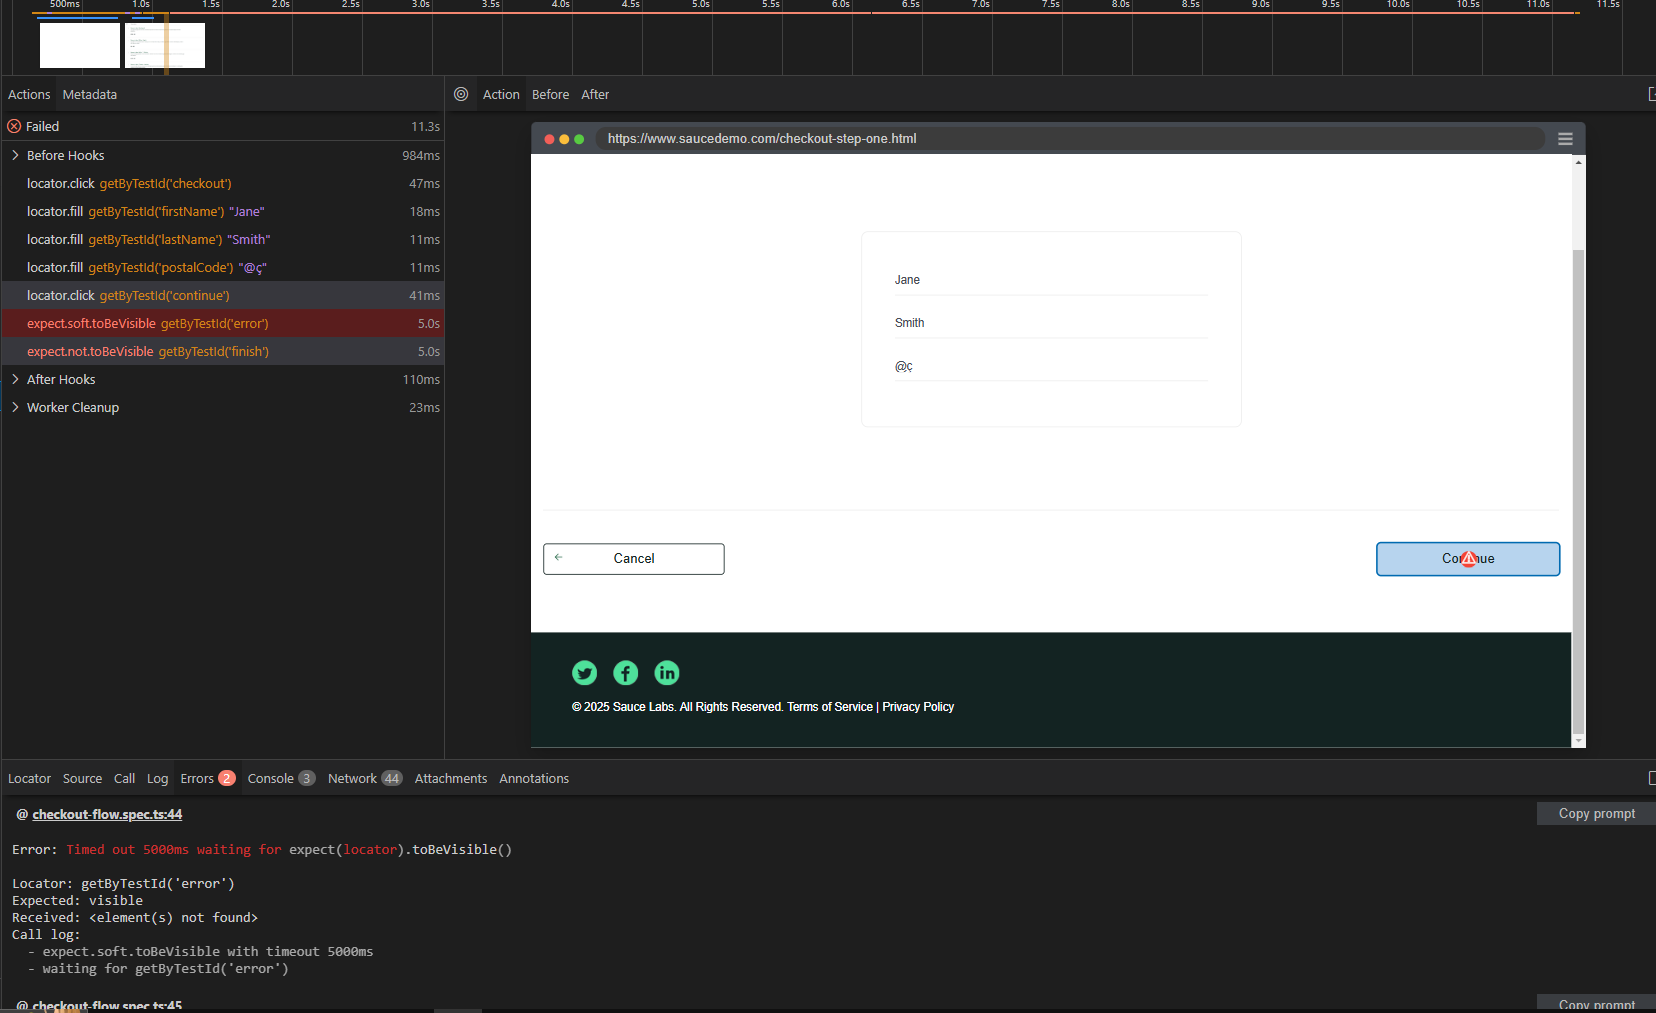 500ms 1.0s 1.5s 2.0s 2.5s 3.0s 3.5s 4.0s 4.5s 5.0s 5.5s 6.0s 6.5s 7.0s 7.5s 8.0s 8.5s 9.0s 9.5s 10.0s 10.5s 11.0s 11.5s
Actions Metadata
Failed 11.3s
Before Hooks 984ms
locator.click getByTestId('checkout') 47ms
locator.fill getByTestId('firstName') "Jane" 18ms
locator.fill getByTestId('lastName') "Smith" 11ms
locator.fill getByTestId('postalCode') "@ç" 11ms
locator.click getByTestId('continue') 41ms
expect.soft.toBeVisible getByTestId('error') 5.0s
expect.not.toBeVisible getByTestId('finish') 5.0s
After Hooks 110ms
Worker Cleanup 23ms
Action Before After
https://www.saucedemo.com/checkout-step-one.html
Jane
Smith
@ç
Cancel
Continue
© 2025 Sauce Labs. All Rights Reserved. Terms of Service | Privacy Policy
Locator Source Call Log Errors 2 Console 3 Network 44 Attachments Annotations
@ checkout-flow.spec.ts:44
Copy prompt
Error: Timed out 5000ms waiting for expect(locator).toBeVisible()
Locator: getByTestId('error')
Expected: visible
Received: <element(s) not found>
Call log:
- expect.soft.toBeVisible with timeout 5000ms
- waiting for getByTestId('error')
@ checkout-flow.spec.ts:45
Copy prompt